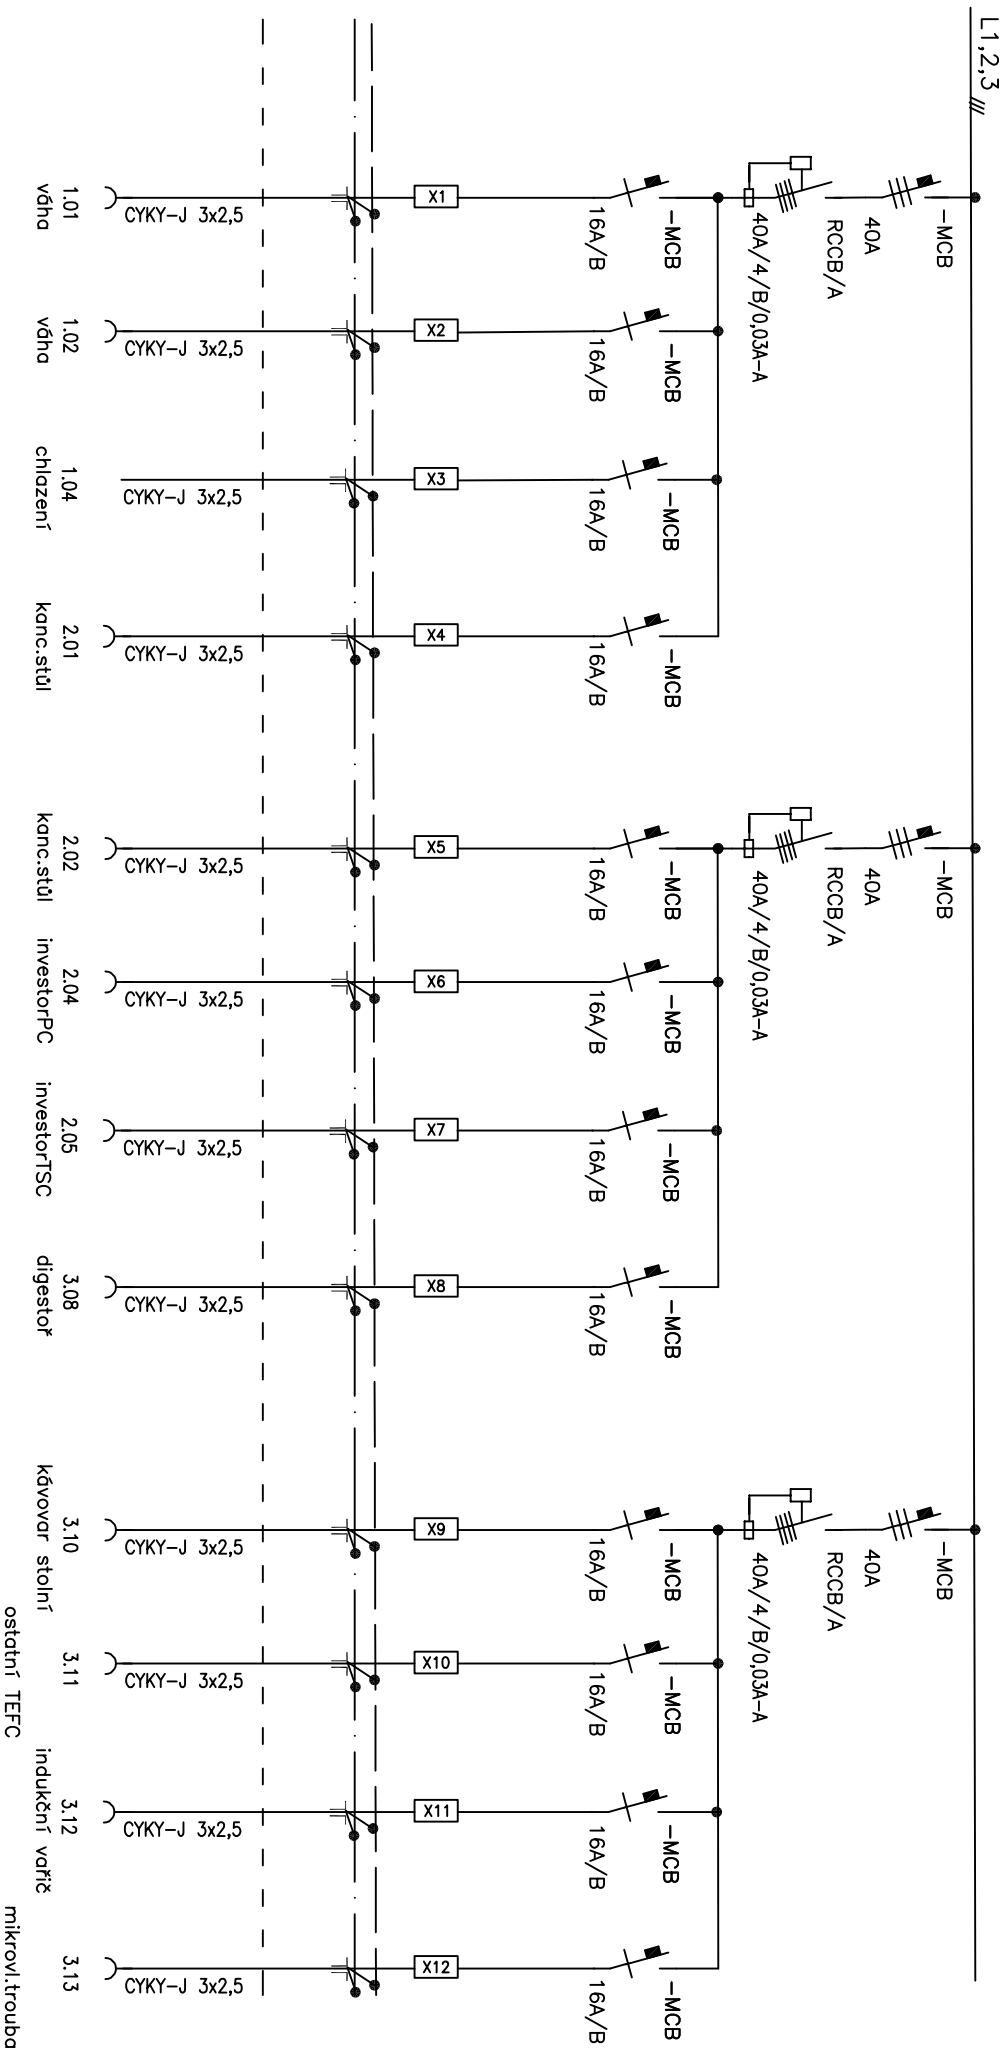 L1,2,3
-MCB
40A
RCCB/A
40A/4/B/0,03A-A
-MCB
16A/B
X1
CYKY-J 3x2,5
1.01
váha
-MCB
16A/B
X2
CYKY-J 3x2,5
1.02
váha
-MCB
16A/B
X3
CYKY-J 3x2,5
1.04
chlazení
-MCB
16A/B
X4
CYKY-J 3x2,5
2.01
kanc.stůl
-MCB
40A
RCCB/A
40A/4/B/0,03A-A
-MCB
16A/B
X5
CYKY-J 3x2,5
2.02
kanc.stůl
-MCB
16A/B
X6
CYKY-J 3x2,5
2.04
investorPC
-MCB
16A/B
X7
CYKY-J 3x2,5
2.05
investorTSC
-MCB
16A/B
X8
CYKY-J 3x2,5
3.08
digestoř
-MCB
40A
RCCB/A
40A/4/B/0,03A-A
-MCB
16A/B
X9
CYKY-J 3x2,5
3.10
kávovar stolní
-MCB
16A/B
X10
CYKY-J 3x2,5
3.11
ostatní TEFC
-MCB
16A/B
X11
CYKY-J 3x2,5
3.12
indukční vařič
-MCB
16A/B
X12
CYKY-J 3x2,5
3.13
mikrovl.trouba